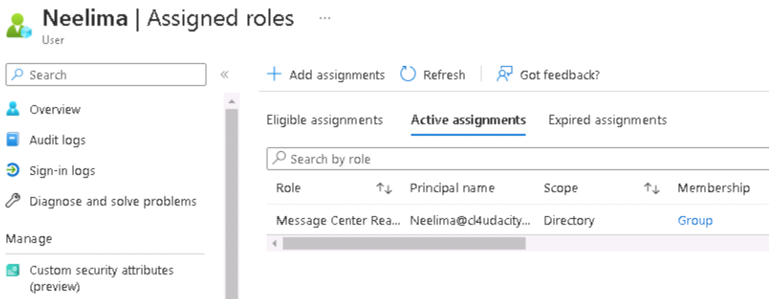 Neelima | Assigned roles ...
User
Search
«
Overview
Audit logs
Sign-in logs
Diagnose and solve problems
Manage
Custom security attributes
(preview)
+ Add assignments Refresh Got feedback?
Eligible assignments Active assignments Expired assignments
Search by role
Role Principal name Scope Membership
Message Center Rea... Neelima@cl4udacity... Directory Group